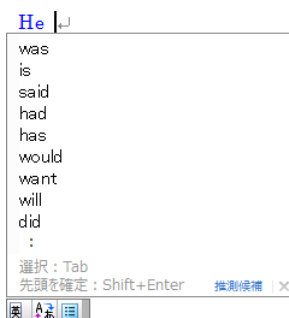 He ↵
was
is
said
had
has
would
want
will
did
:
選択：Tab
先頭を確定：Shift+Enter 推測候補 ×
英